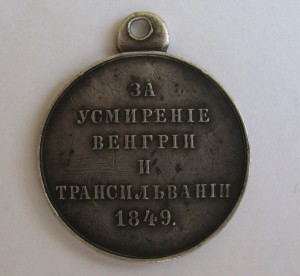 ЗА
УСМИРЕНІЕ
ВЕНГРІИ
И
ТРАНСИЛЬВАНІИ
1849.